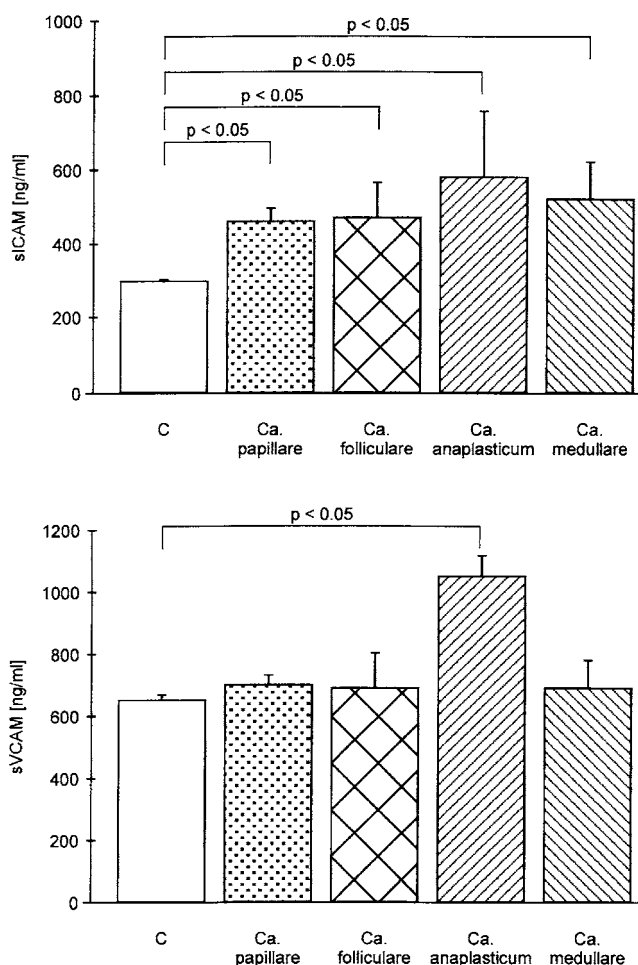 1000
800
600
400
200
0
sICAM [ng/ml]
p < 0.05
p < 0.05
p < 0.05
p < 0.05
C
Ca.
papillare
Ca.
folliculare
Ca.
anaplasticum
Ca.
medullare
1200
1000
800
600
400
200
0
sVCAM [ng/ml]
p < 0.05
C
Ca.
papillare
Ca.
folliculare
Ca.
anaplasticum
Ca.
medullare